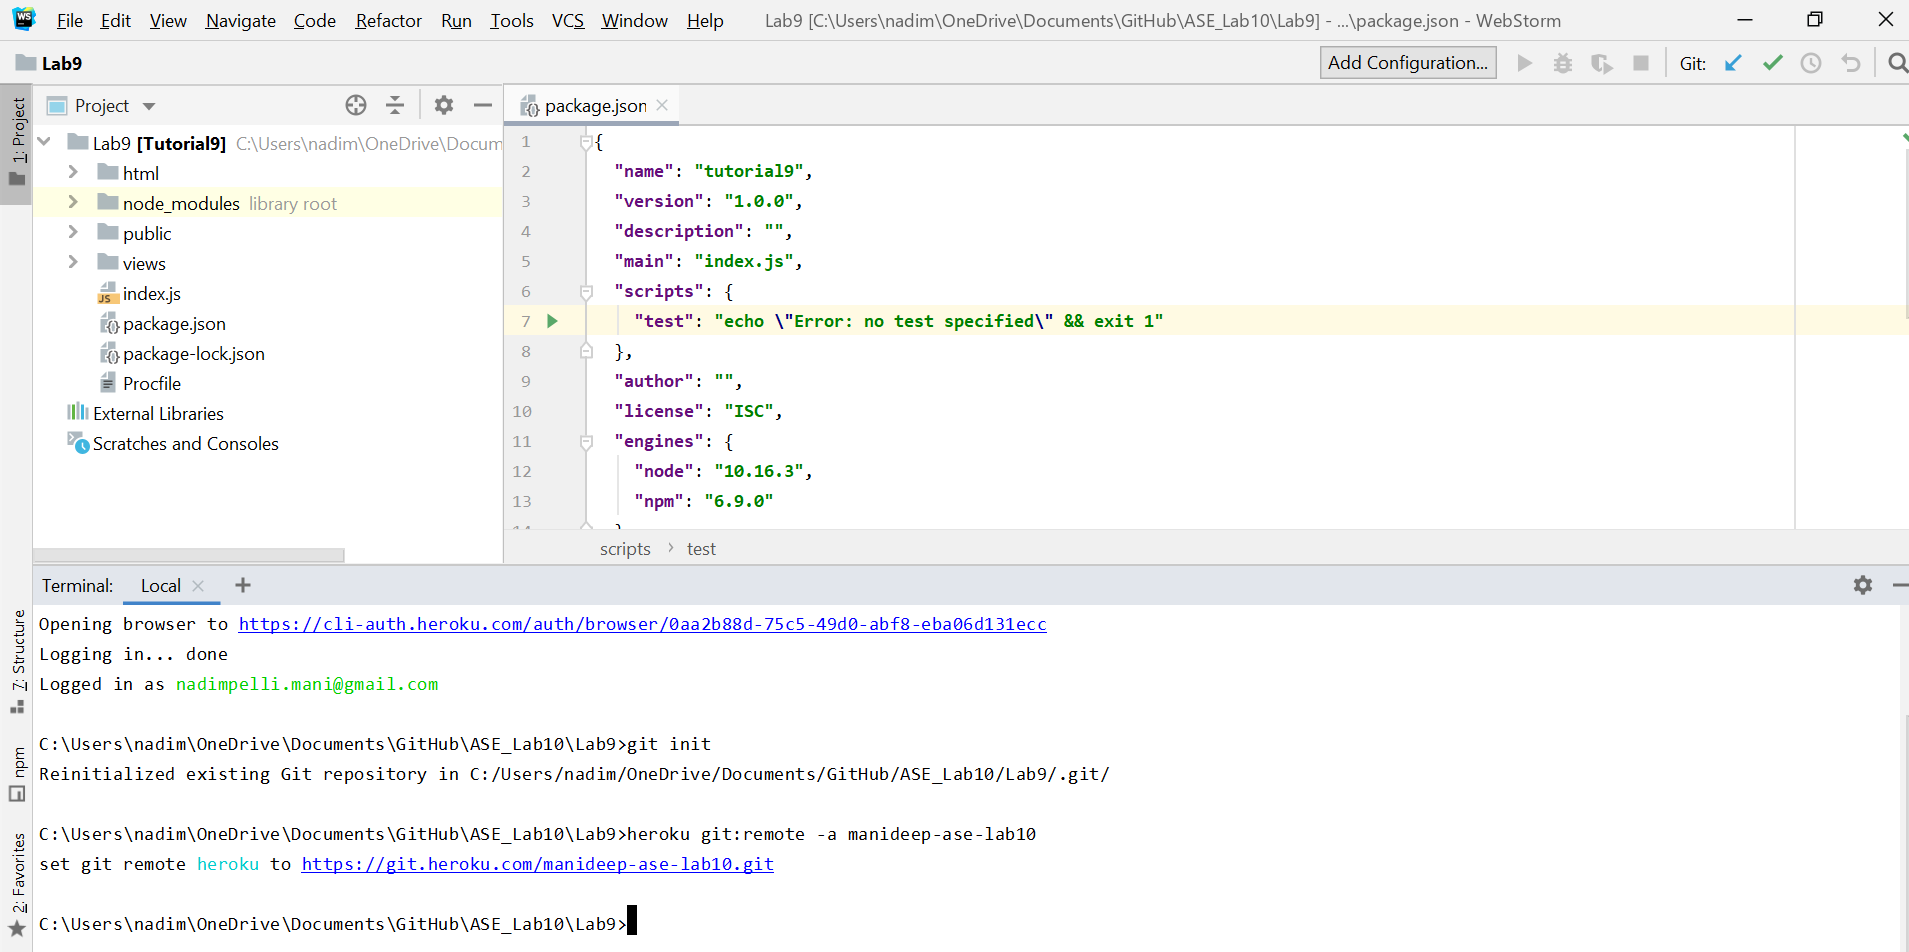 WS File Edit View Navigate Code Refactor Run Tools VCS Window Help Lab9 [C:\Users\nadim\OneDrive\Documents\GitHub\ASE_Lab10\Lab9] - ...\package.json - WebStorm
Lab9 Add Configuration... Git:
1: Project
Project
package.json
Lab9 [Tutorial9] C:\Users\nadim\OneDrive\Docum
html
node_modules library root
public
views
JS index.js
package.json
package-lock.json
Procfile
External Libraries
Scratches and Consoles
1 {
2 "name": "tutorial9",
3 "version": "1.0.0",
4 "description": "",
5 "main": "index.js",
6 "scripts": {
7 "test": "echo \"Error: no test specified\" && exit 1"
8 },
9 "author": "",
10 "license": "ISC",
11 "engines": {
12 "node": "10.16.3",
13 "npm": "6.9.0"
scripts › test
Terminal: Local
7: Structure
npm
2: Favorites
Opening browser to https://cli-auth.heroku.com/auth/browser/0aa2b88d-75c5-49d0-abf8-eba06d131ecc
Logging in... done
Logged in as nadimpelli.mani@gmail.com
C:\Users\nadim\OneDrive\Documents\GitHub\ASE_Lab10\Lab9>git init
Reinitialized existing Git repository in C:/Users/nadim/OneDrive/Documents/GitHub/ASE_Lab10/Lab9/.git/
C:\Users\nadim\OneDrive\Documents\GitHub\ASE_Lab10\Lab9>heroku git:remote -a manideep-ase-lab10
set git remote heroku to https://git.heroku.com/manideep-ase-lab10.git
C:\Users\nadim\OneDrive\Documents\GitHub\ASE_Lab10\Lab9>